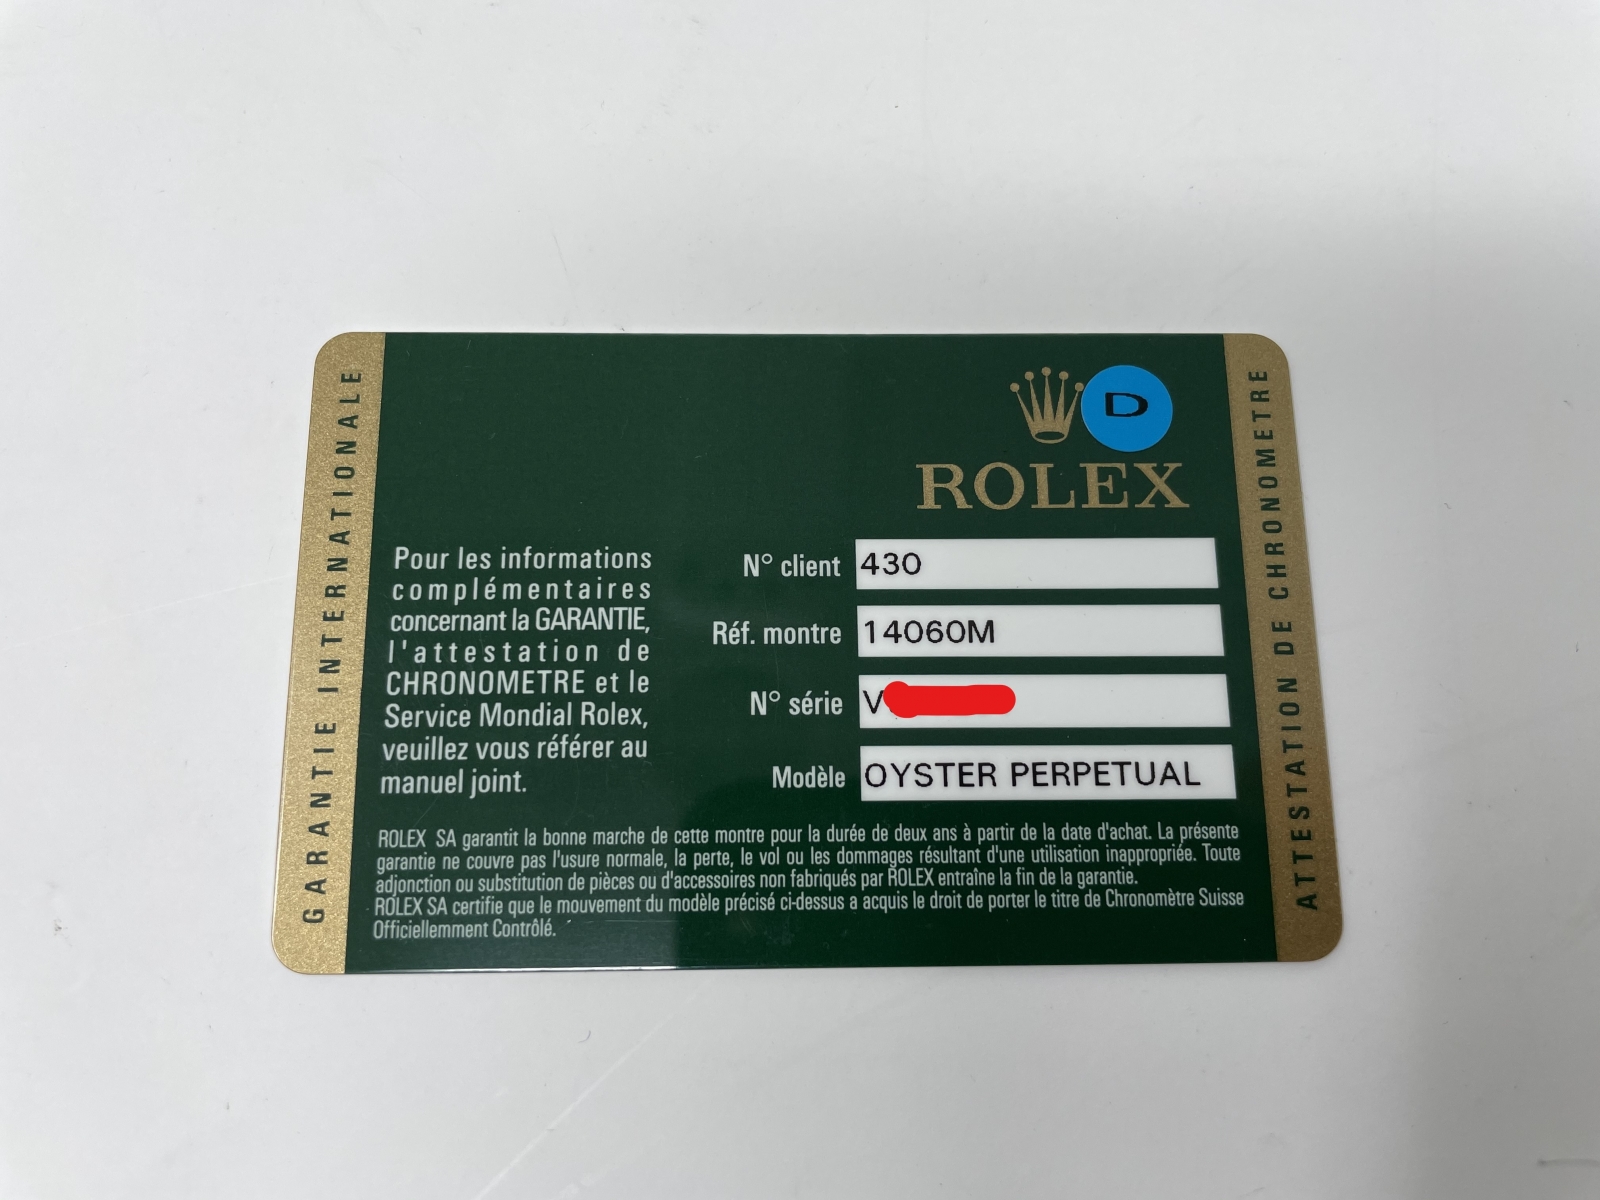 GARANTIE INTERNATIONALE
D
ROLEX
ATTESTATION DE CHRONOMETRE
Pour les informations
complémentaires
concernant la GARANTIE,
l'attestation de
CHRONOMETRE et le
Service Mondial Rolex,
veuillez vous référer au
manuel joint.
N° client 430
Réf. montre 14060M
N° série V
Modèle OYSTER PERPETUAL
ROLEX SA garantit la bonne marche de cette montre pour la durée de deux ans à partir de la date d'achat. La présente
garantie ne couvre pas l'usure normale, la perte, le vol ou les dommages résultant d'une utilisation inappropriée. Toute
adjonction ou substitution de pièces ou d'accessoires non fabriqués par ROLEX entraîne la fin de la garantie.
ROLEX SA certifie que le mouvement du modèle précisé ci-dessus a acquis le droit de porter le titre de Chronomètre Suisse
Officiellemment Contrôlé.